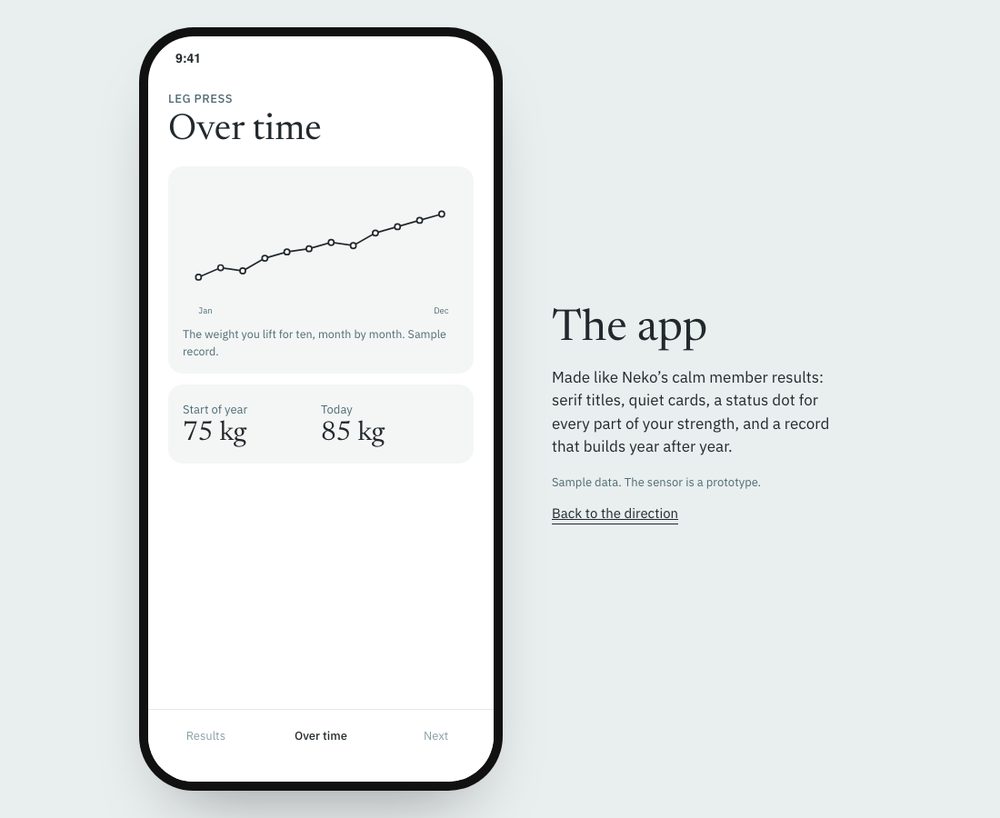 9:41
LEG PRESS
Over time
Jan
Dec
The weight you lift for ten, month by month. Sample
record.
Start of year
75 kg
Today
85 kg
Results
Over time
Next
The app
Made like Neko’s calm member results:
serif titles, quiet cards, a status dot for
every part of your strength, and a record
that builds year after year.
Sample data. The sensor is a prototype.
Back to the direction